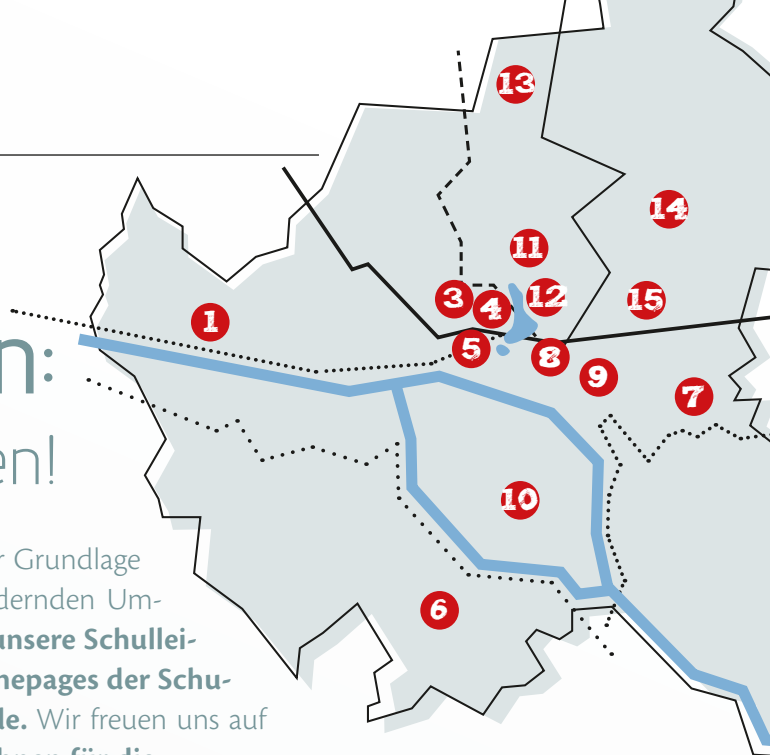 13
14
11
3
4
12
15
1
5
8
9
7
n:
en!
10
r Grundlage
dernden Um-
6
unsere Schullei-
nepages der Schu-
le. Wir freuen uns auf